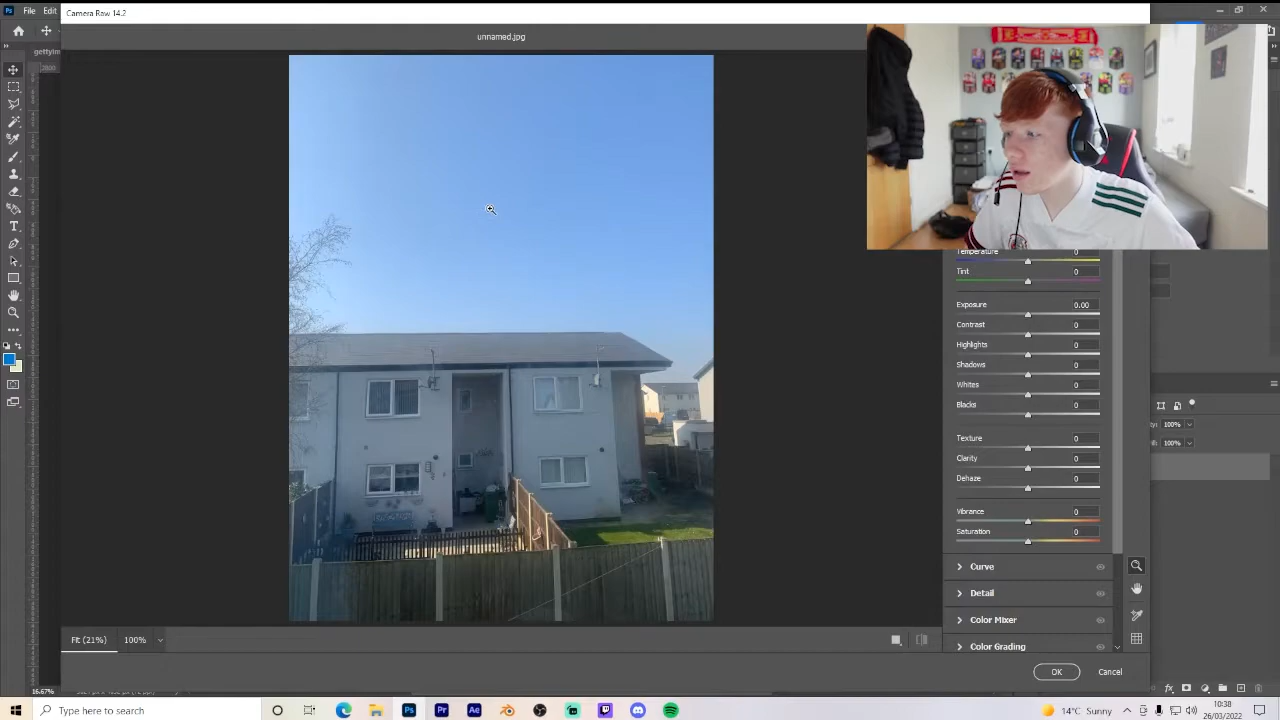 Camera Raw 14.2
File
Edit
unnamed.jpg
gettyim
Temperature 0
Tint 0
Exposure 0.00
Contrast 0
Highlights 0
Shadows 0
Whites 0
Blacks 0
Texture 0
Clarity 0
Dehaze 0
Vibrance 0
Saturation 0
Curve
Detail
Color Mixer
Color Grading
100%
100%
Fit (21%)
100%
OK
Cancel
16.67%
Type here to search
14°C Sunny
10:38
26/03/2022